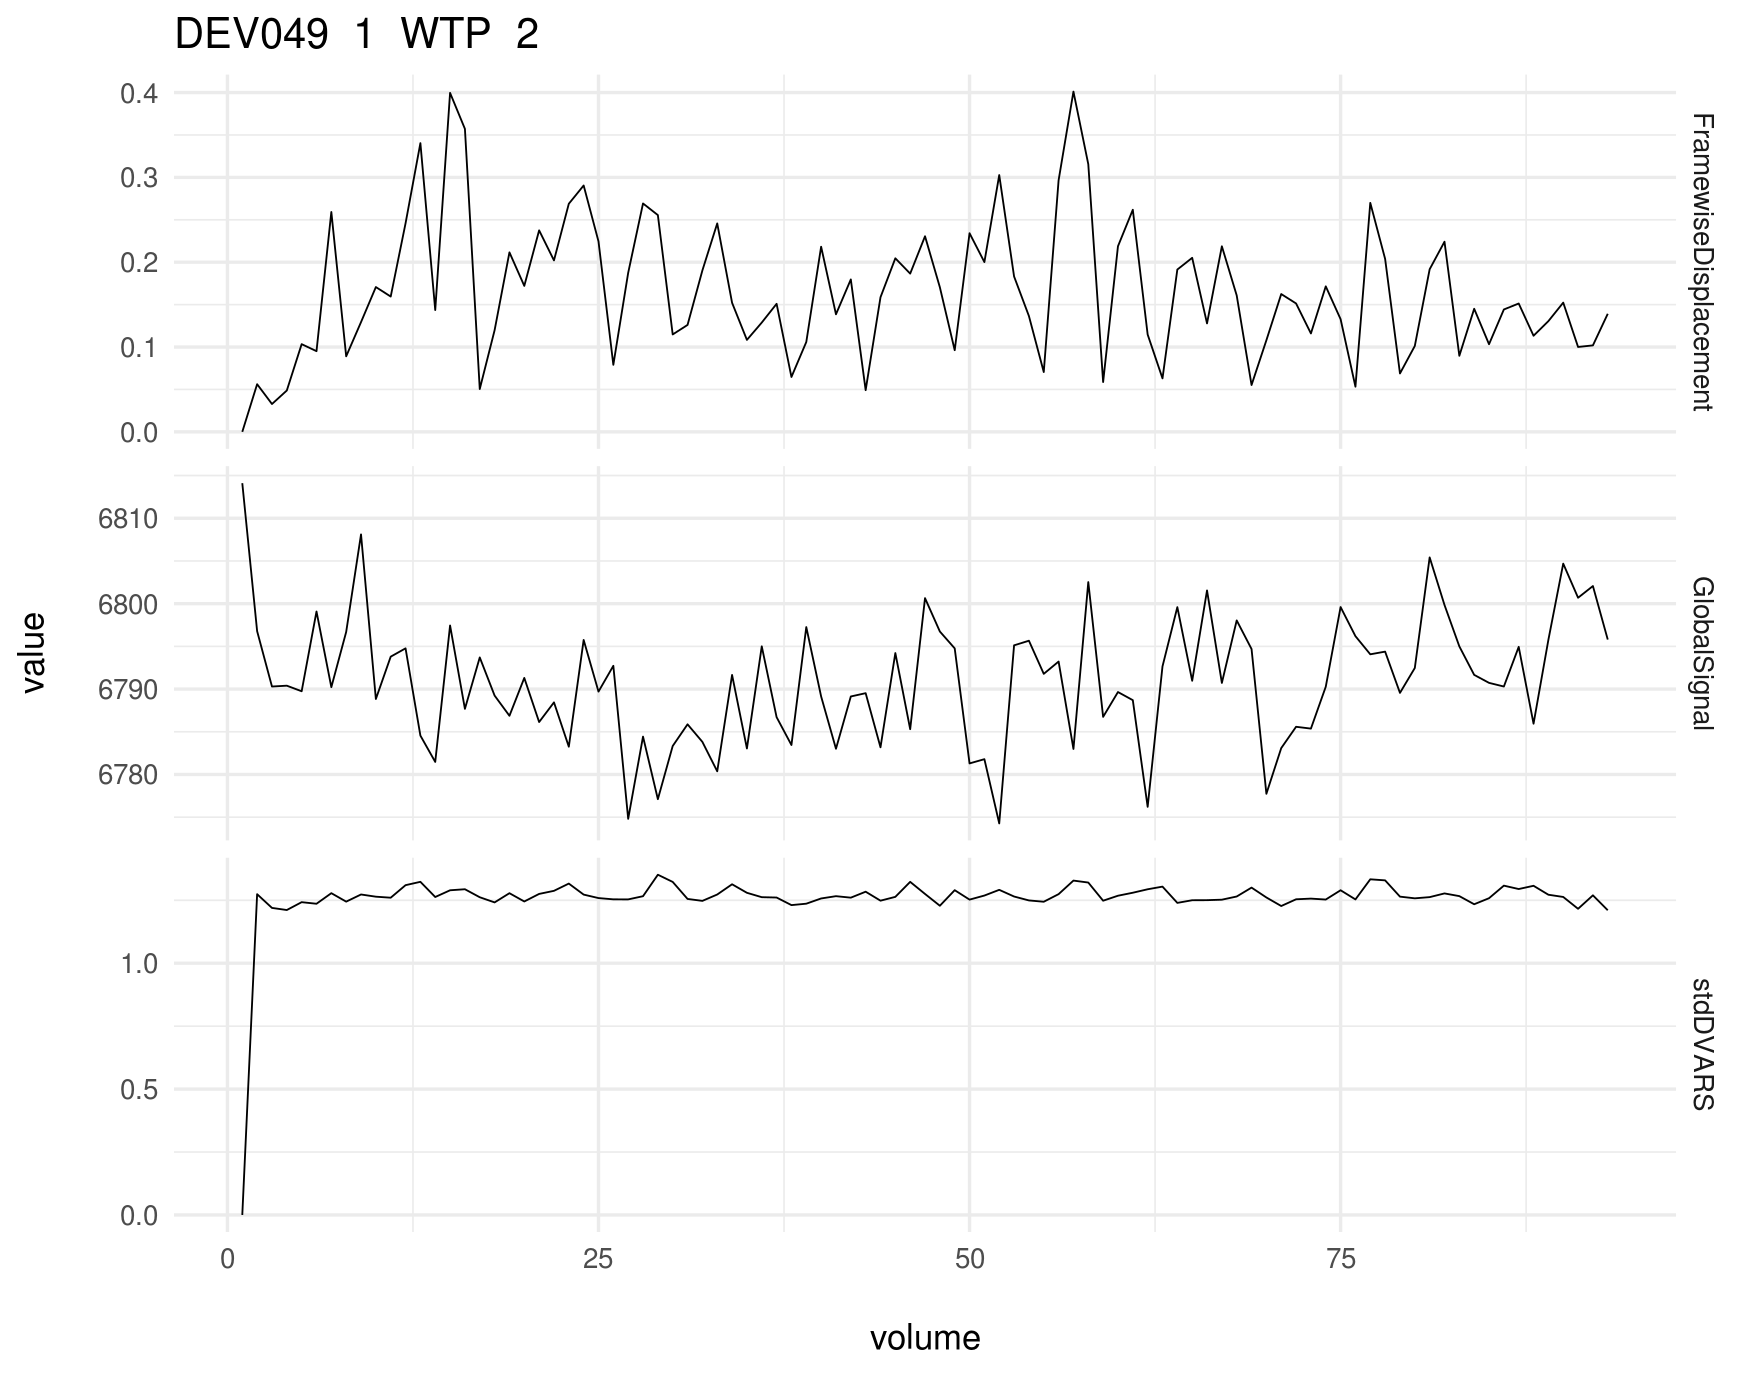 DEV049 1 WTP 2
value
0.4
0.3
0.2
0.1
0.0
FramewiseDisplacement
6810
6800
6790
6780
GlobalSignal
1.0
0.5
0.0
stdDVARS
0 25 50 75
volume